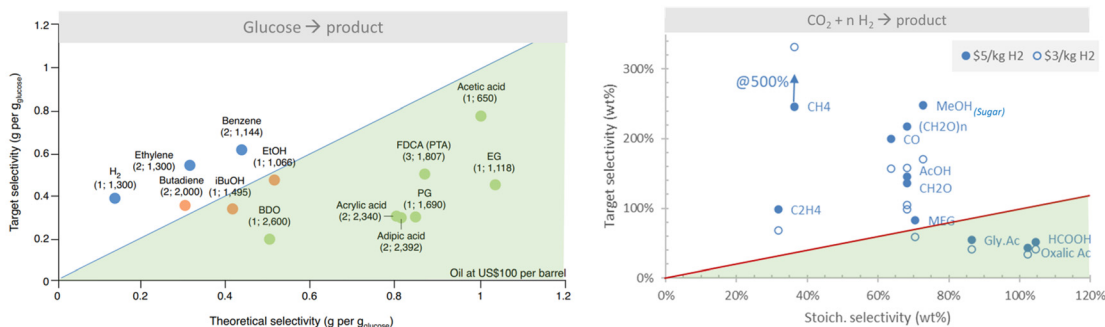 Glucose → product
Target selectivity (g per g glucose)
1.2
1.0
0.8
0.6
0.4
0.2
0
0
0.2
0.4
0.6
0.8
1
1.2
Theoretical selectivity (g per g glucose)
Acetic acid
(1; 650)
Benzene
(2; 1,144)
Ethylene
(2; 1,300)
EtOH
(1; 1,066)
FDCA (PTA)
(3; 1,807)
EG
(1; 1,118)
H2
(1; 1,300)
Butadiene
(2; 2,000)
iBuOH
(1; 1,495)
PG
(1; 1,690)
BDO
(1; 2,600)
Acrylic acid
(2; 2,340)
Adipic acid
(2; 2,392)
Oil at US$100 per barrel
CO2 + n H2 → product
Target selectivity (wt%)
300%
200%
100%
0%
0%
20%
40%
60%
80%
100%
120%
Stoich. selectivity (wt%)
$5/kg H2
$3/kg H2
@500%
CH4
MeOH
(Sugar)
(CH2O)n
CO
AcOH
CH2O
C2H4
MEG
Gly.Ac
HCOOH
Oxalic Ac